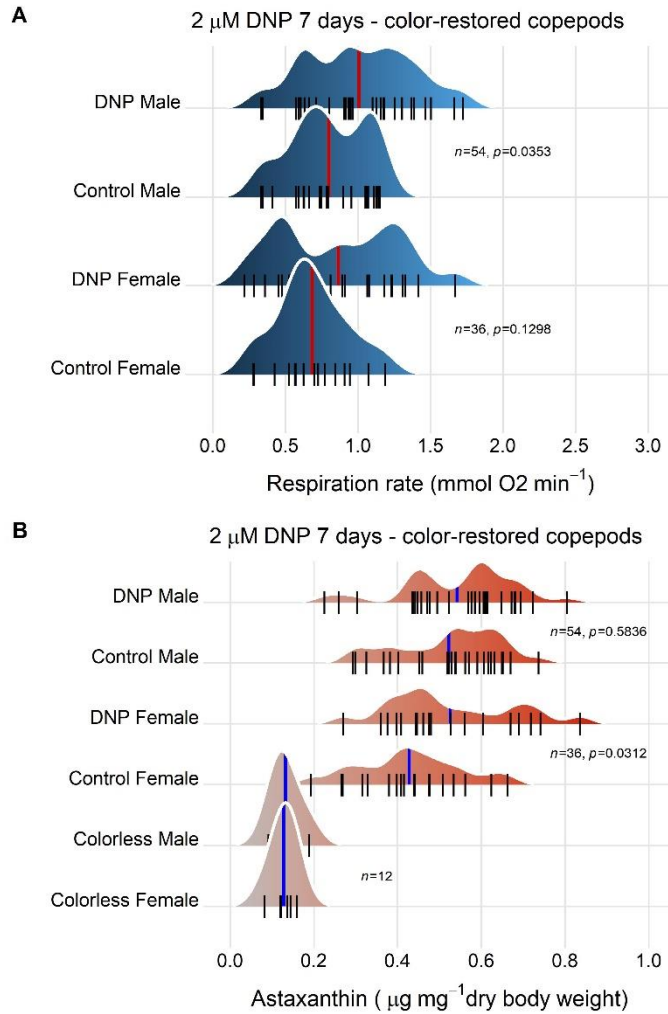 A
2 μM DNP 7 days - color-restored copepods
DNP Male
n=54, p=0.0353
Control Male
DNP Female
n=36, p=0.1298
Control Female
0.0 0.5 1.0 1.5 2.0 2.5 3.0
Respiration rate (mmol O2 min⁻¹)
B
2 μM DNP 7 days - color-restored copepods
DNP Male
n=54, p=0.5836
Control Male
DNP Female
n=36, p=0.0312
Control Female
Colorless Male
n=12
Colorless Female
0.0 0.2 0.4 0.6 0.8 1.0
Astaxanthin ( μg mg⁻¹dry body weight)